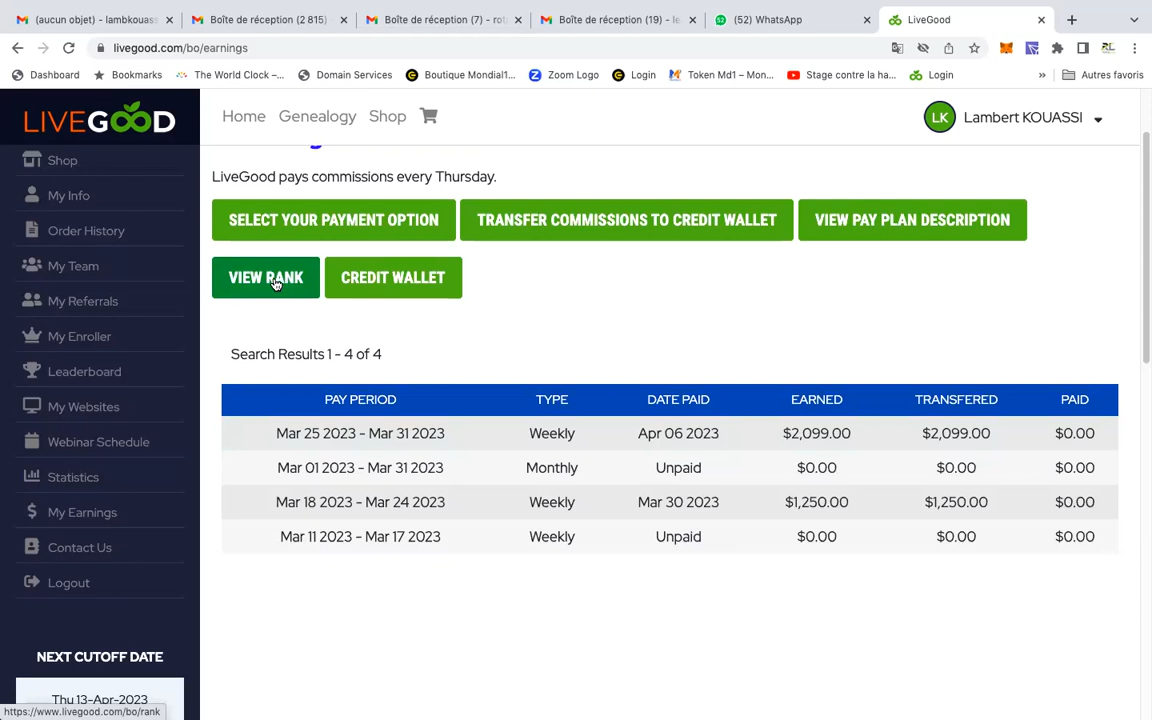 (aucun objet) - lambkouass
Boîte de réception (2 815) -
Boîte de réception (7) - rot
Boîte de réception (19) - le
(52) WhatsApp
LiveGood
livegood.com/bo/earnings
Dashboard
Bookmarks
The World Clock –...
Domain Services
Boutique Mondial1...
Zoom Logo
Login
Token Md1 – Mon...
Stage contre la ha...
Login
»
Autres favoris
LIVEGOOD
Home
Genealogy
Shop
LK
Lambert KOUASSI
Shop
My Info
Order History
My Team
My Referrals
My Enroller
Leaderboard
My Websites
Webinar Schedule
Statistics
My Earnings
Contact Us
Logout
NEXT CUTOFF DATE
Thu 13-Apr-2023
https://www.livegood.com/bo/rank
LiveGood pays commissions every Thursday.
SELECT YOUR PAYMENT OPTION
TRANSFER COMMISSIONS TO CREDIT WALLET
VIEW PAY PLAN DESCRIPTION
VIEW RANK
CREDIT WALLET
Search Results 1 - 4 of 4
PAY PERIOD TYPE DATE PAID EARNED TRANSFERED PAID
Mar 25 2023 - Mar 31 2023 Weekly Apr 06 2023 $2,099.00 $2,099.00 $0.00
Mar 01 2023 - Mar 31 2023 Monthly Unpaid $0.00 $0.00 $0.00
Mar 18 2023 - Mar 24 2023 Weekly Mar 30 2023 $1,250.00 $1,250.00 $0.00
Mar 11 2023 - Mar 17 2023 Weekly Unpaid $0.00 $0.00 $0.00